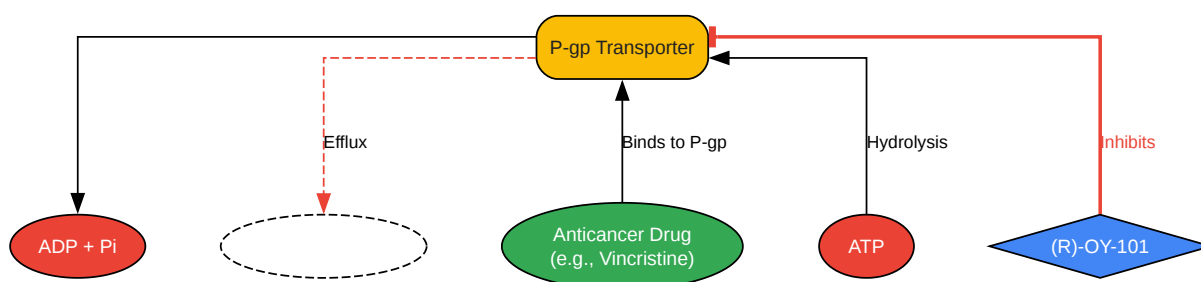 P-gp Transporter
Efflux
Binds to P-gp
Hydrolysis
Inhibits
ADP + Pi
Anticancer Drug
(e.g., Vincristine)
ATP
(R)-OY-101